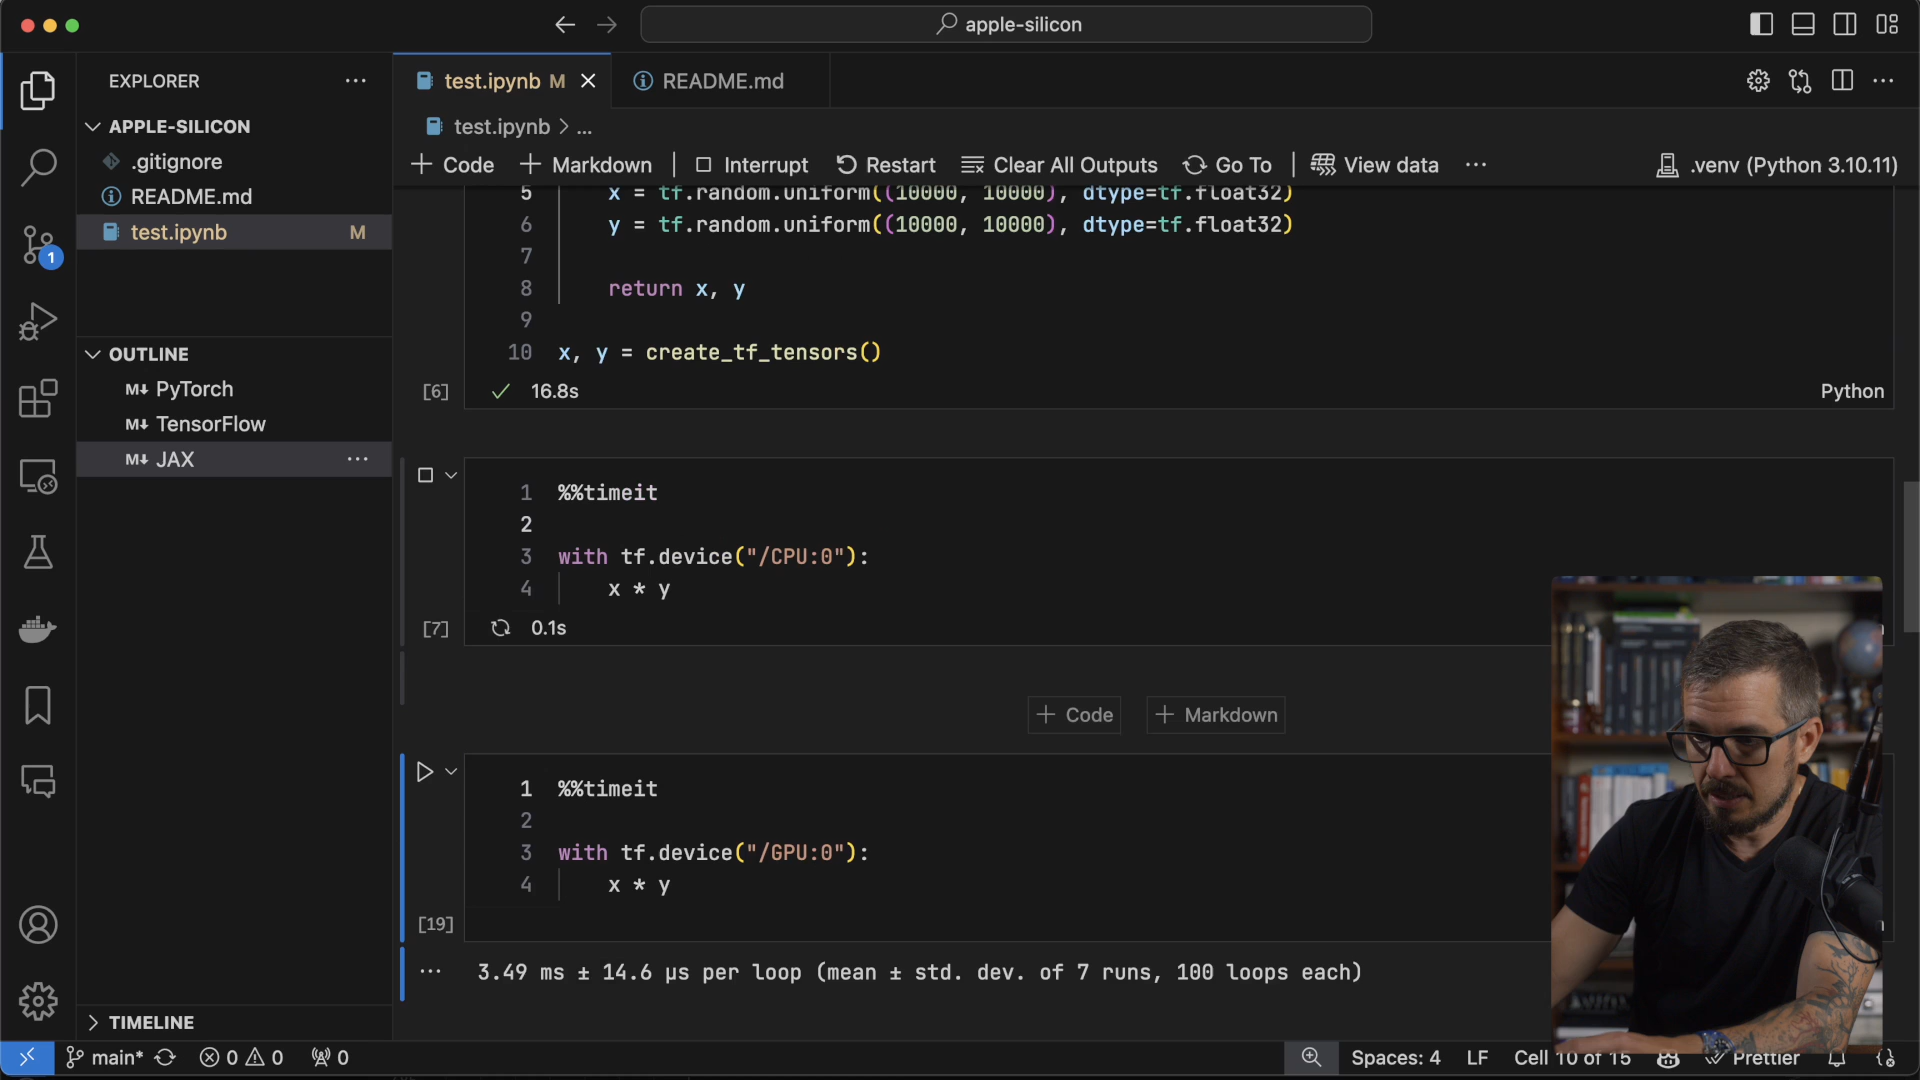 apple-silicon
EXPLORER
APPLE-SILICON
.gitignore
README.md
test.ipynb M
OUTLINE
M↓ PyTorch
M↓ TensorFlow
M↓ JAX
TIMELINE
1
test.ipynb M
README.md
test.ipynb > ...
+ Code + Markdown | Interrupt Restart Clear All Outputs Go To | View data ... .venv (Python 3.10.11)
5 x = tf.random.uniform((10000, 10000), dtype=tf.float32)
6 y = tf.random.uniform((10000, 10000), dtype=tf.float32)
7
8 return x, y
9
10 x, y = create_tf_tensors()
[6] 16.8s Python
1 %%timeit
2
3 with tf.device("/CPU:0"):
4 x * y
[7] 0.1s
+ Code + Markdown
1 %%timeit
2
3 with tf.device("/GPU:0"):
4 x * y
[19]
3.49 ms ± 14.6 µs per loop (mean ± std. dev. of 7 runs, 100 loops each)
main* 0 0 0 Spaces: 4 LF Cell 10 of 15 Prettier